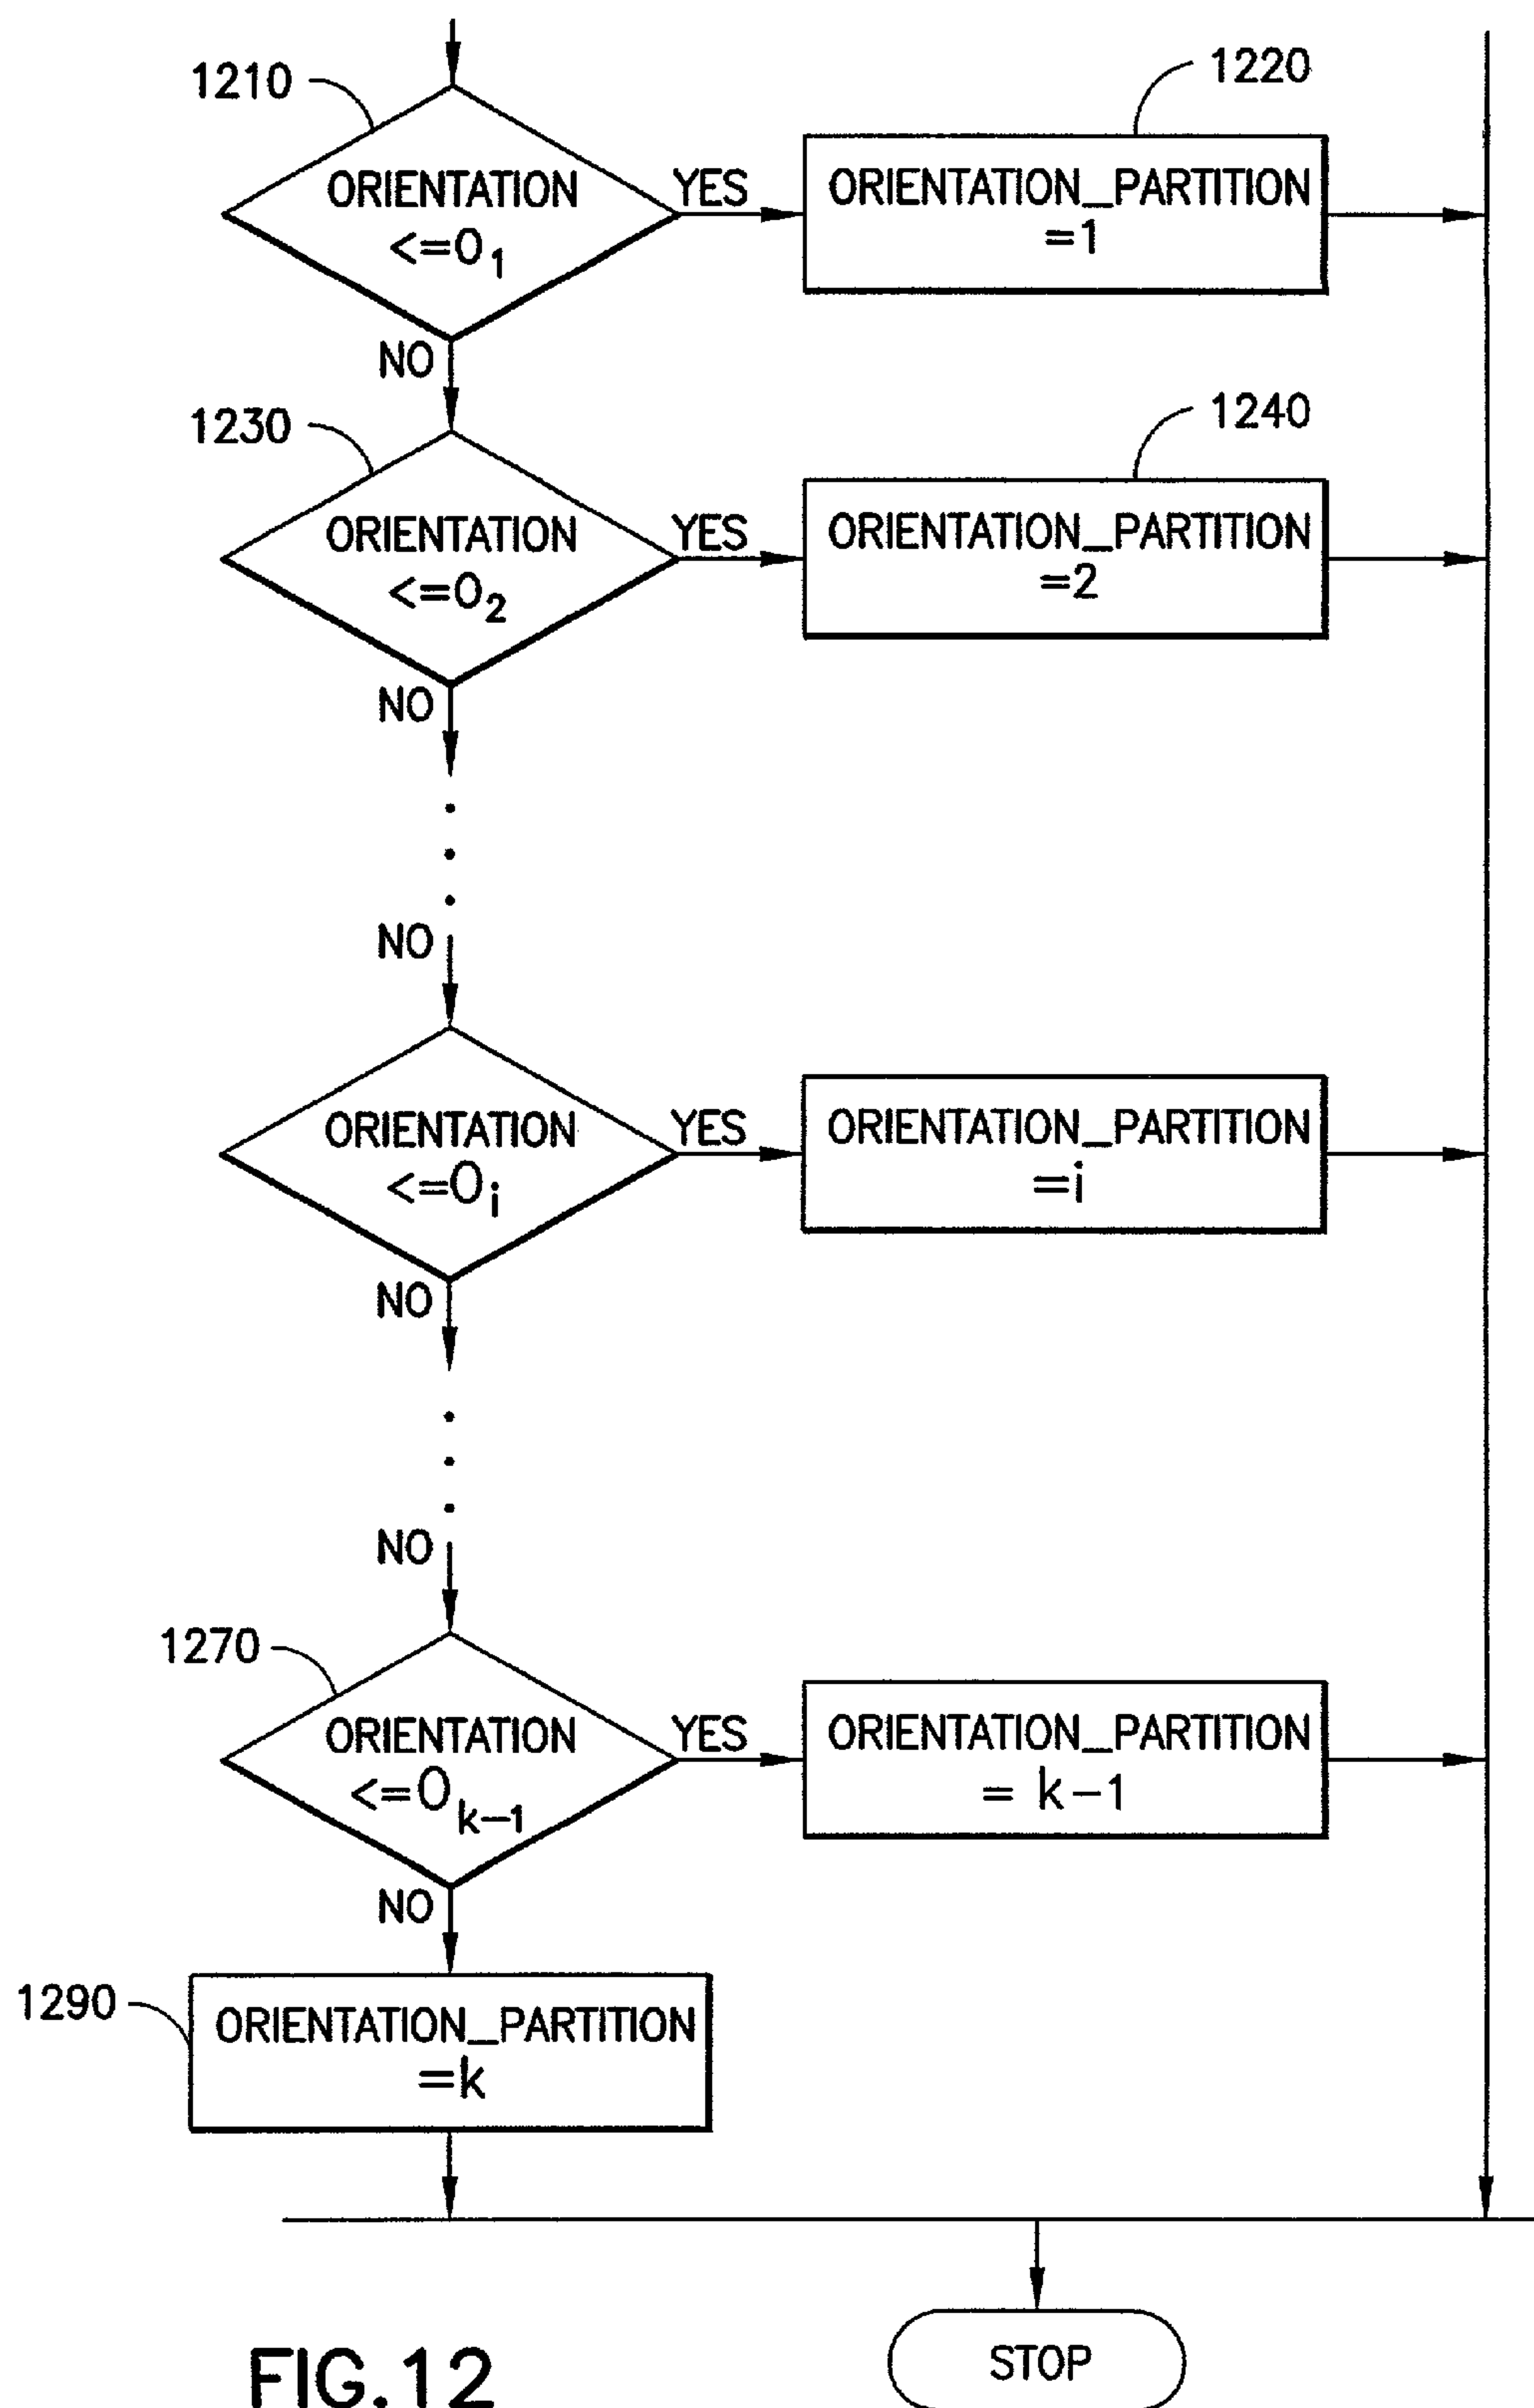 1210
ORIENTATION
<=O1
YES
1220
ORIENTATION_PARTITION
=1
NO
1230
ORIENTATION
<=O2
YES
1240
ORIENTATION_PARTITION
=2
NO
NO
ORIENTATION
<=Oi
YES
ORIENTATION_PARTITION
=i
NO
NO
1270
ORIENTATION
<=Ok-1
YES
ORIENTATION_PARTITION
= k-1
NO
1290
ORIENTATION_PARTITION
=k
STOP
FIG.12